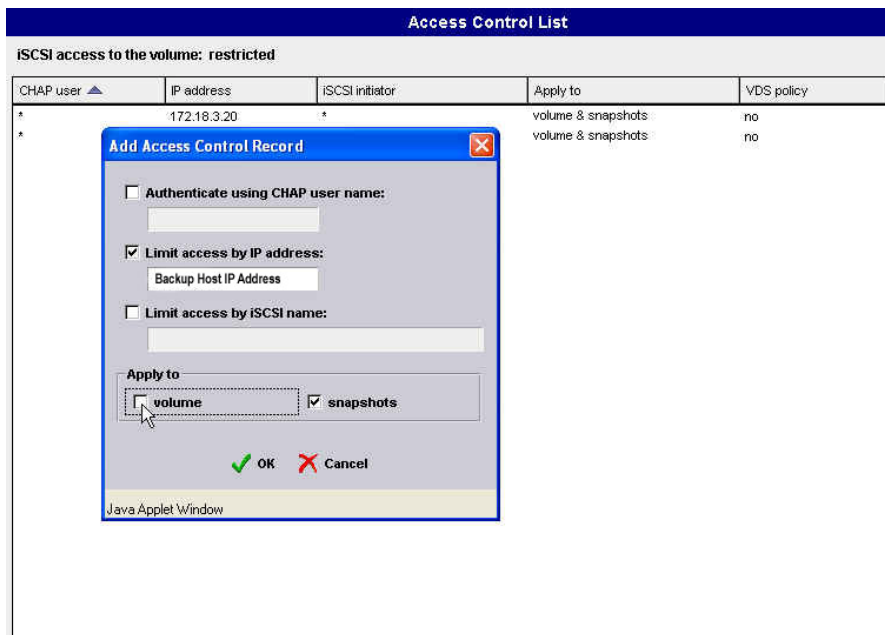 Access Control List
iSCSI access to the volume: restricted
CHAP user IP address iSCSI initiator Apply to VDS policy
* 172.18.3.20 * volume & snapshots no
* volume & snapshots no
Add Access Control Record
Authenticate using CHAP user name:
Limit access by IP address:
Backup Host IP Address
Limit access by iSCSI name:
Apply to
volume snapshots
OK Cancel
Java Applet Window